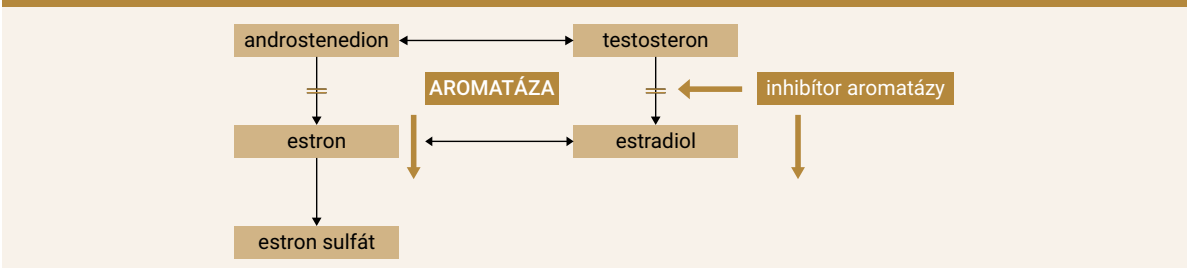 androstenedion
testosteron
AROMATÁZA
inhibítor aromatázy
estron
estradiol
estron sulfát